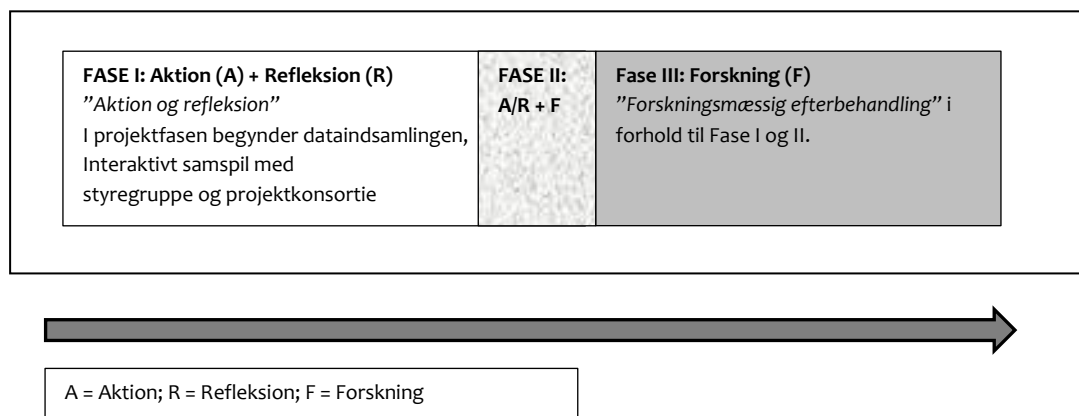 FASE I: Aktion (A) + Refleksion (R)
”Aktion og refleksion”
I projektfasen begynder dataindsamlingen,
Interaktivt samspil med
styregruppe og projektkonsortie
FASE II:
A/R + F
Fase III: Forskning (F)
”Forskningsmæssig efterbehandling” i
forhold til Fase I og II.
A = Aktion; R = Refleksion; F = Forskning